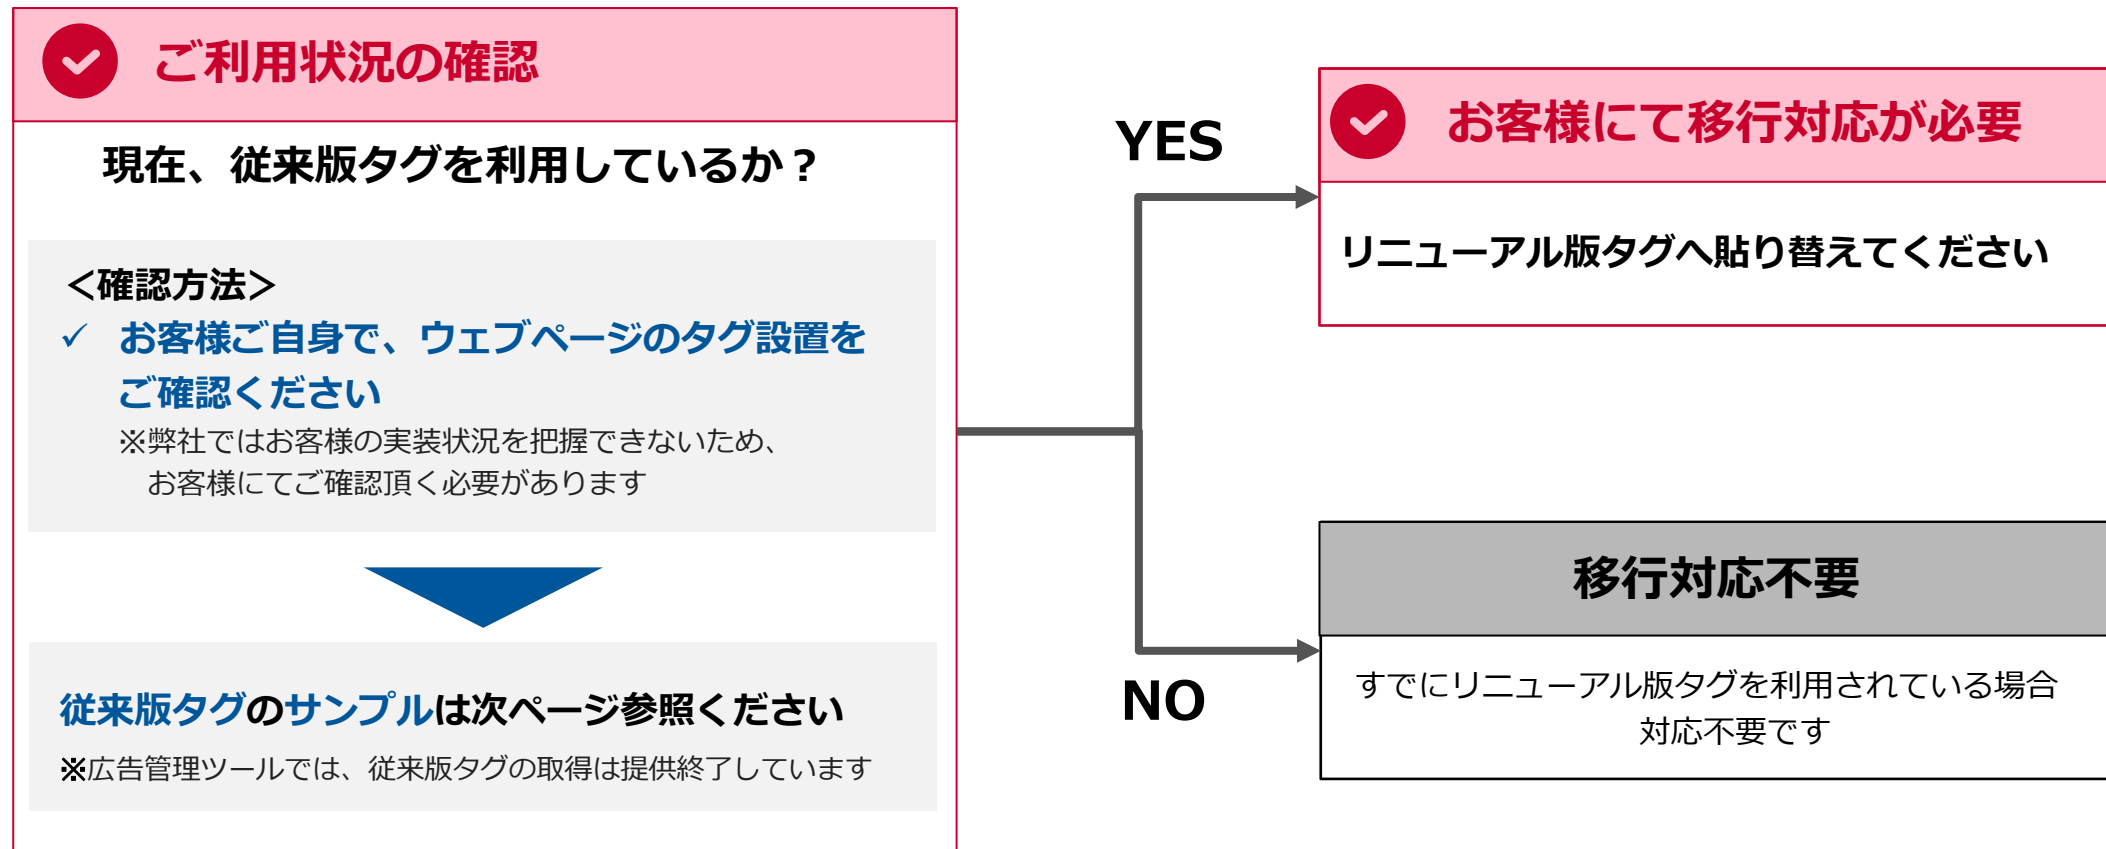 ご利用状況の確認
現在、従来版タグを利用しているか？
＜確認方法＞
✓ お客様ご自身で、ウェブページのタグ設置を
ご確認ください
※弊社ではお客様の実装状況を把握できないため、
お客様にてご確認頂く必要があります
従来版タグのサンプルは次ページ参照ください
※広告管理ツールでは、従来版タグの取得は提供終了しています
YES
お客様にて移行対応が必要
リニューアル版タグへ貼り替えてください
NO
移行対応不要
すでにリニューアル版タグを利用されている場合
対応不要です